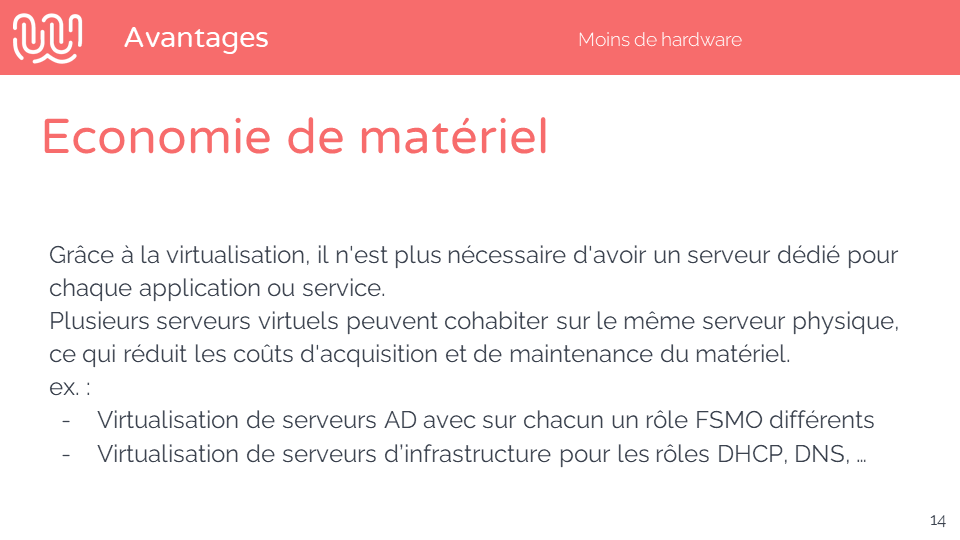 Avantages
Moins de hardware
Economie de matériel
Grâce à la virtualisation, il n'est plus nécessaire d'avoir un serveur dédié pour
chaque application ou service.
Plusieurs serveurs virtuels peuvent cohabiter sur le même serveur physique,
ce qui réduit les coûts d'acquisition et de maintenance du matériel.
ex. :
- Virtualisation de serveurs AD avec sur chacun un rôle FSMO différents
- Virtualisation de serveurs d’infrastructure pour les rôles DHCP, DNS, …
14